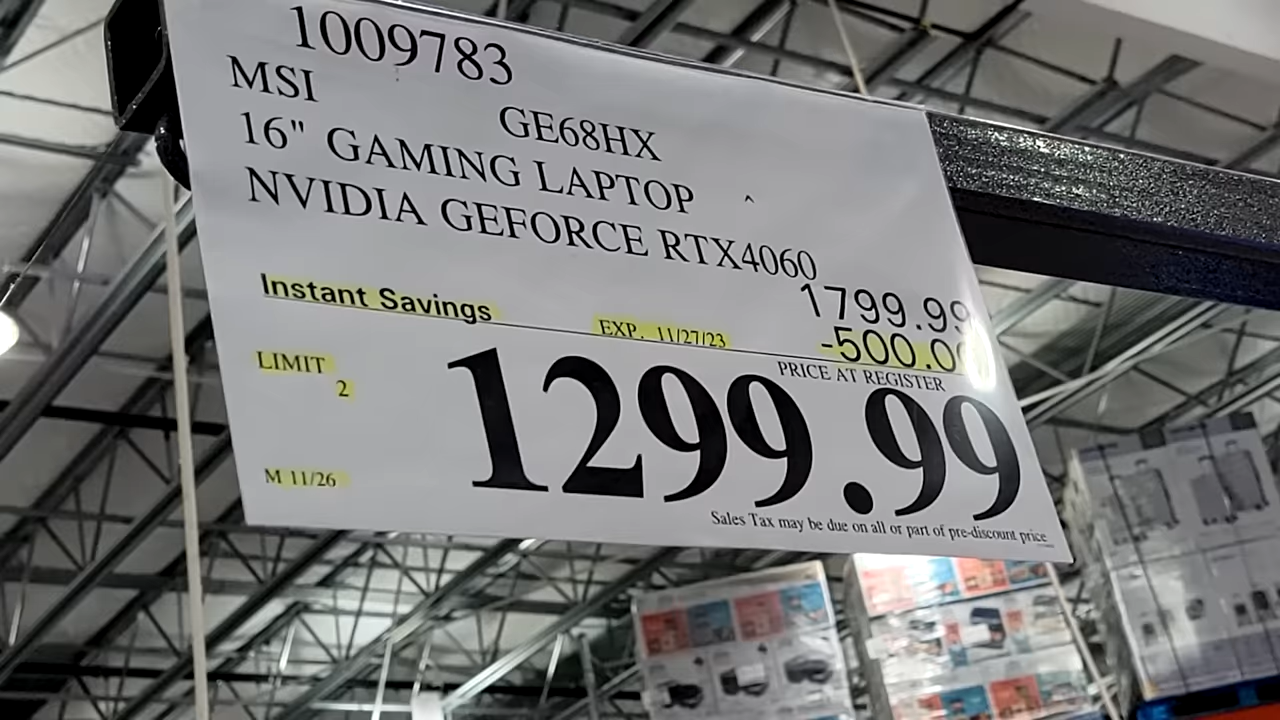 1009783
MSI GE68HX
16" GAMING LAPTOP
NVIDIA GEFORCE RTX4060
1799.99
Instant Savings EXP. 11/27/23 -500.00
PRICE AT REGISTER
LIMIT
2
1299.99
M 11/26
Sales Tax may be due on all or part of pre-discount price